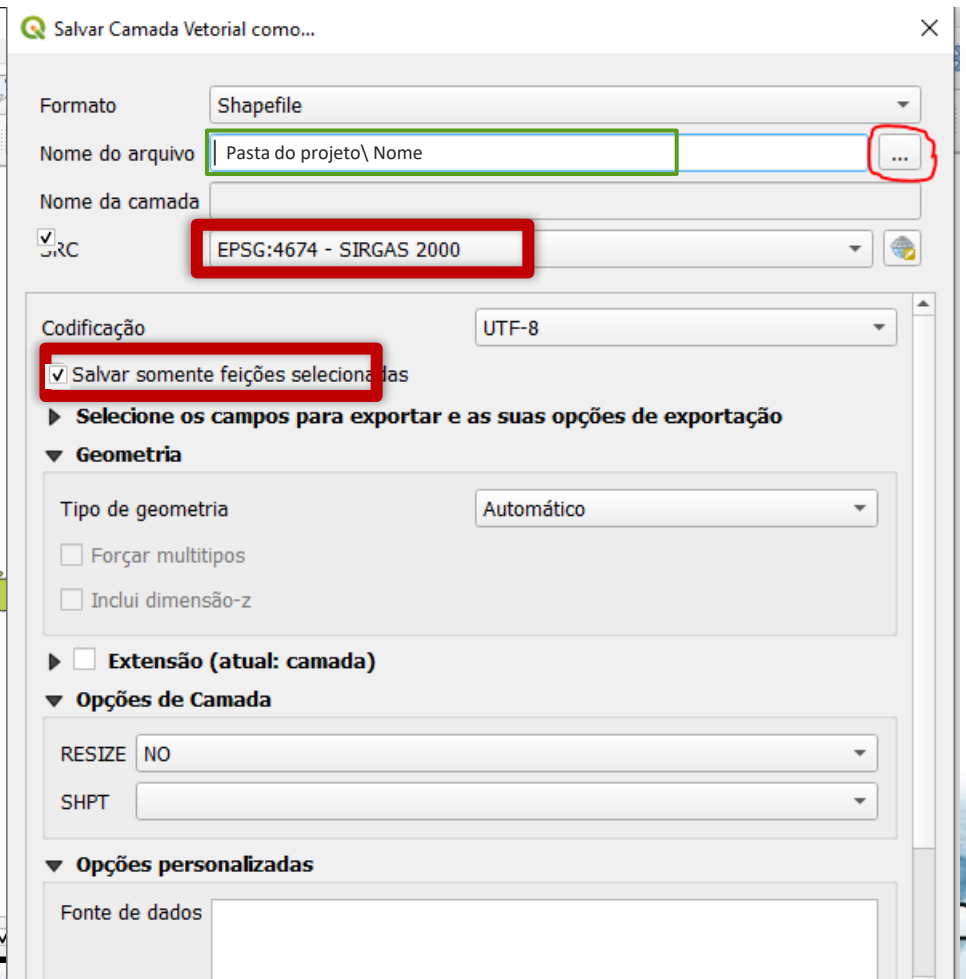 Salvar Camada Vetorial como...
Formato Shapefile
Nome do arquivo Pasta do projeto\ Nome ...
Nome da camada
SRC EPSG:4674 - SIRGAS 2000
Codificação UTF-8
Salvar somente feições selecionadas
Selecione os campos para exportar e as suas opções de exportação
Geometria
Tipo de geometria Automático
Forçar multitipos
Inclui dimensão-z
Extensão (atual: camada)
Opções de Camada
RESIZE NO
SHPT
Opções personalizadas
Fonte de dados